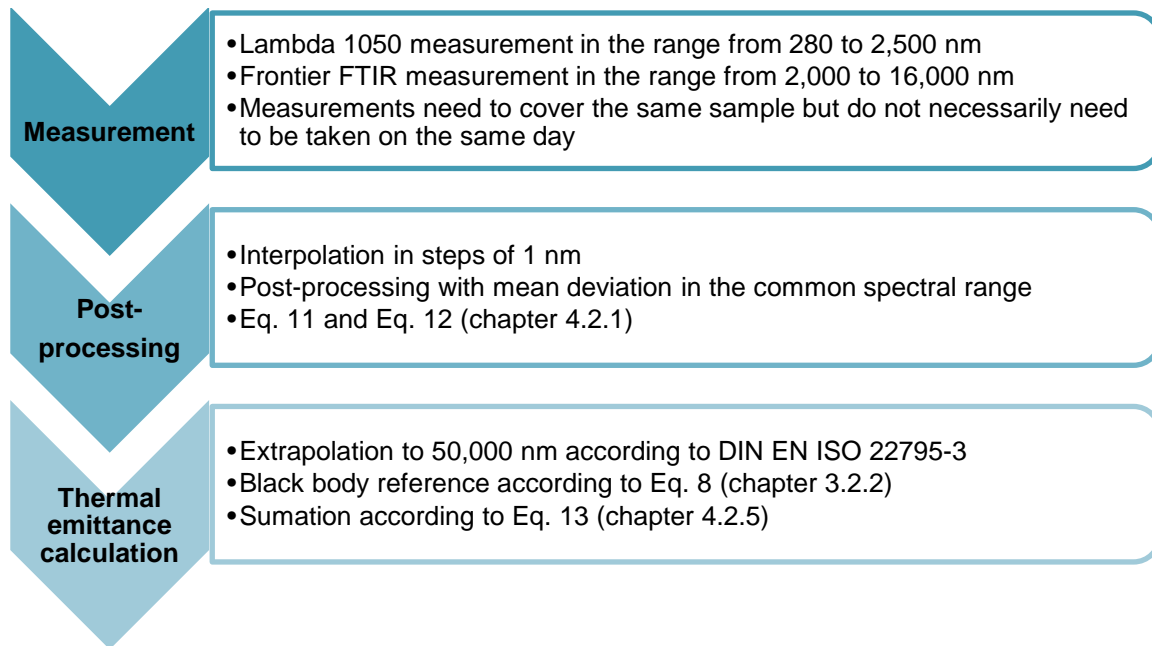 Measurement
•Lambda 1050 measurement in the range from 280 to 2,500 nm
•Frontier FTIR measurement in the range from 2,000 to 16,000 nm
•Measurements need to cover the same sample but do not necessarily need
to be taken on the same day
Post-
processing
•Interpolation in steps of 1 nm
•Post-processing with mean deviation in the common spectral range
•Eq. 11 and Eq. 12 (chapter 4.2.1)
Thermal
emittance
calculation
•Extrapolation to 50,000 nm according to DIN EN ISO 22795-3
•Black body reference according to Eq. 8 (chapter 3.2.2)
•Sumation according to Eq. 13 (chapter 4.2.5)